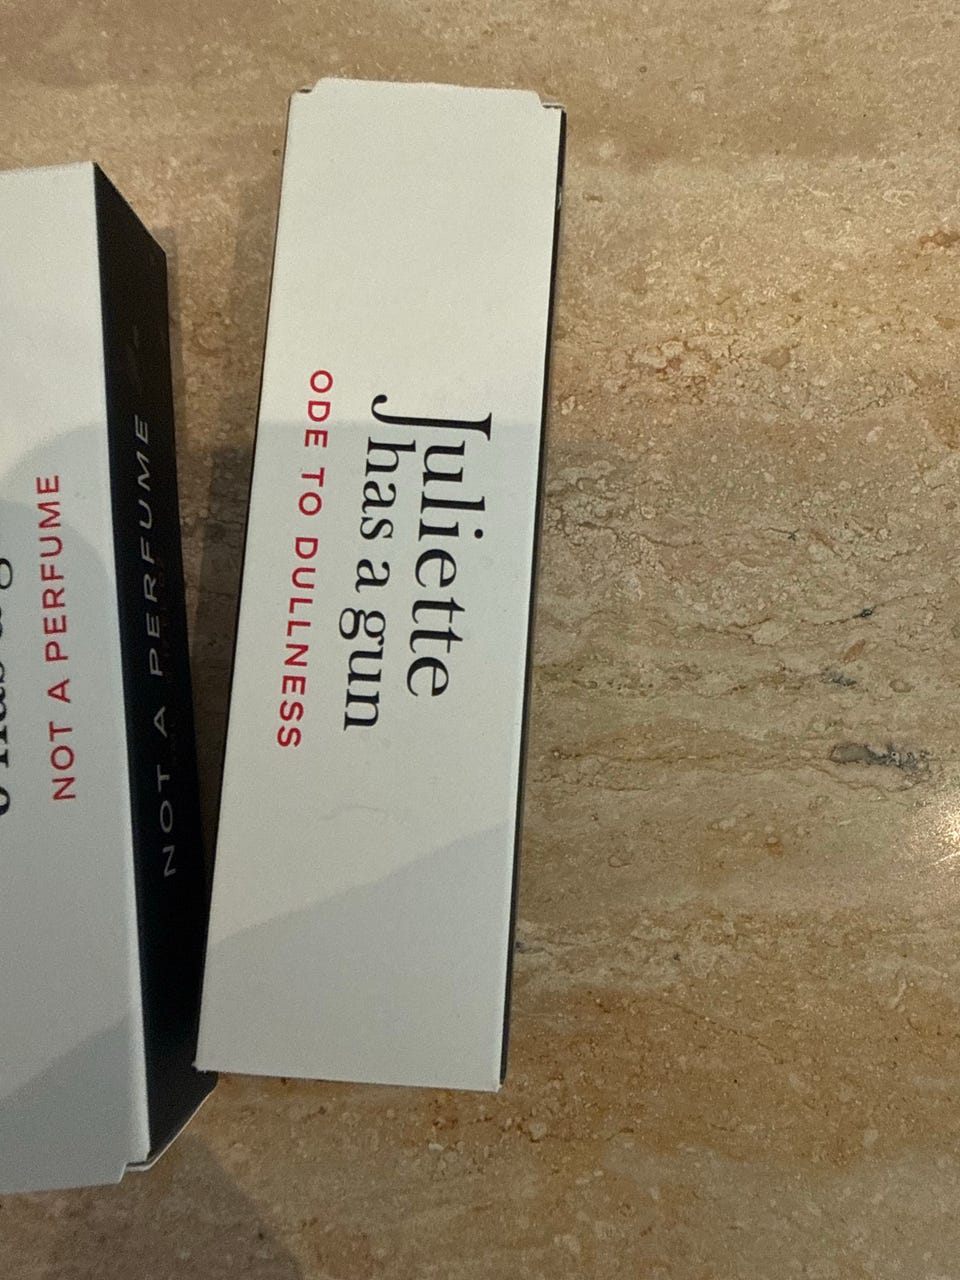 Juliette
has a gun
ODE TO DULLNESS
NOT A PERFUME
NOT A PERFUME